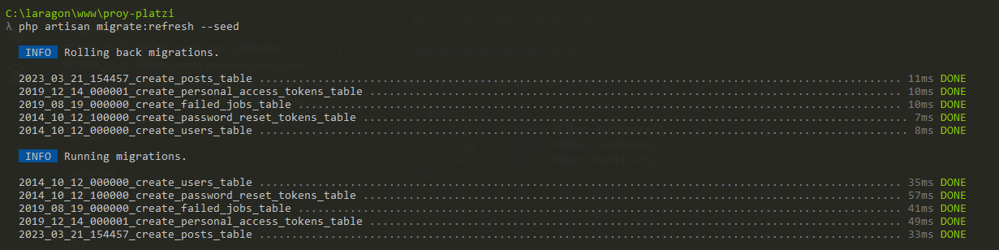 C:\laragon\www\proy-platzi
λ php artisan migrate:refresh --seed
INFO Rolling back migrations.
2023_03_21_154457_create_posts_table ................................................................................................... 11ms DONE
2019_12_14_000001_create_personal_access_tokens_table .................................................................................. 10ms DONE
2019_08_19_000000_create_failed_jobs_table ............................................................................................. 10ms DONE
2014_10_12_100000_create_password_reset_tokens_table .................................................................................... 7ms DONE
2014_10_12_000000_create_users_table .................................................................................................... 8ms DONE
INFO Running migrations.
2014_10_12_000000_create_users_table ................................................................................................... 35ms DONE
2014_10_12_100000_create_password_reset_tokens_table ................................................................................... 57ms DONE
2019_08_19_000000_create_failed_jobs_table ............................................................................................. 41ms DONE
2019_12_14_000001_create_personal_access_tokens_table .................................................................................. 49ms DONE
2023_03_21_154457_create_posts_table ................................................................................................... 33ms DONE